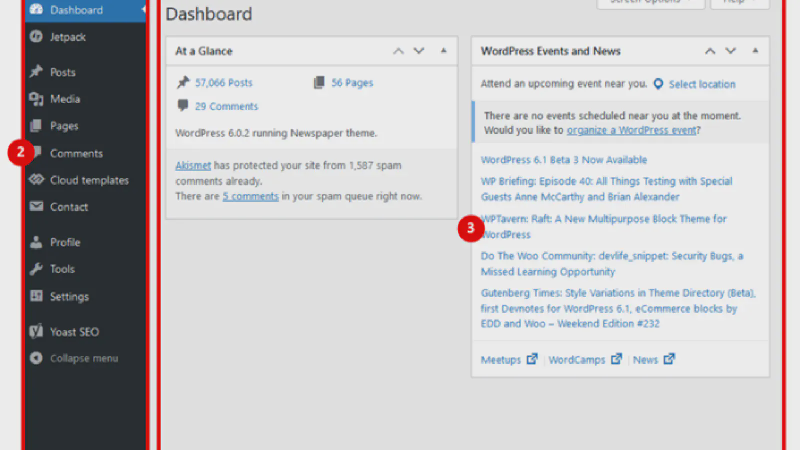 Dashboard
Jetpack
Posts
Media
Pages
2
Comments
Cloud templates
Contact
Profile
Tools
Settings
Yoast SEO
Collapse menu
Screen Options
Help
Dashboard
At a Glance
57,066 Posts
56 Pages
29 Comments
WordPress 6.0.2 running Newspaper theme.
Akismet has protected your site from 1,587 spam
comments already.
There are 5 comments in your spam queue right now.
WordPress Events and News
Attend an upcoming event near you. Select location
There are no events scheduled near you at the moment.
Would you like to organize a WordPress event?
WordPress 6.1 Beta 3 Now Available
WP Briefing: Episode 40: All Things Testing with Special
Guests Anne McCarthy and Brian Alexander
3
WPTavern: Raft: A New Multipurpose Block Theme for
WordPress
Do The Woo Community: devlife_snippet: Security Bugs, a
Missed Learning Opportunity
Gutenberg Times: Style Variations in Theme Directory (Beta),
first Devnotes for WordPress 6.1, eCommerce blocks by
EDD and Woo – Weekend Edition #232
Meetups | WordCamps | News